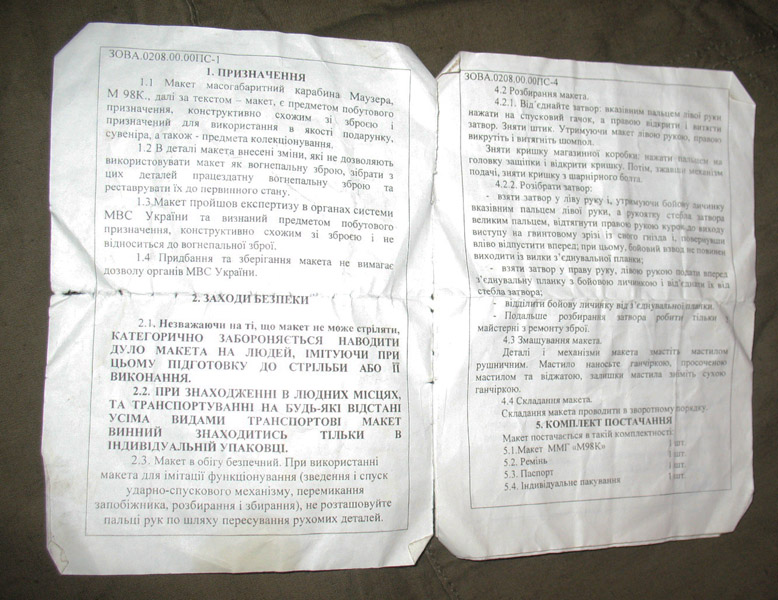 ЗОВА.0208.00.00ПС-1
1. ПРИЗНАЧЕННЯ
1.1 Макет масогабаритний карабина Маузера,
М 98К., далі за текстом – макет, є предметом побутового
призначення, конструктивно схожим зі зброєю і
призначений для використання в якості подарунку,
сувеніра, а також - предмета колекціонування.
1.2 В деталі макета внесені зміни, які не дозволяють
використовувати макет як вогнепальну зброю, зібрати з
цих деталей працездатну вогнепальну зброю та
реставрувати їх до первинного стану.
1.3.Макет пройшов експертизу в органах системи
МВС України та визнаний предметом побутового
призначення, конструктивно схожим зі зброєю і не
відноситься до вогнепальної зброї.
1.4 Придбання та зберігання макета не вимагає
дозволу органів МВС України.
2. ЗАХОДИ БЕЗПЕКИ
2.1. Незважаючи на ті, що макет не може стріляти,
КАТЕГОРИЧНО ЗАБОРОНЯЄТЬСЯ НАВОДИТИ
ДУЛО МАКЕТА НА ЛЮДЕЙ, ІМІТУЮЧИ ПРИ
ЦЬОМУ ПІДГОТОВКУ ДО СТРІЛЬБИ АБО ЇЇ
ВИКОНАННЯ.
2.2. ПРИ ЗНАХОДЖЕННІ В ЛЮДНИХ МІСЦЯХ,
ТА ТРАНСПОРТУВАННІ НА БУДЬ-ЯКІ ВІДСТАНІ
УСІМА ВИДАМИ ТРАНСПОРТОВІ МАКЕТ
ВИННИЙ ЗНАХОДИТИСЬ ТІЛЬКИ В
ІНДИВІДУАЛЬНІЙ УПАКОВЦІ.
2.3. Макет в обігу безпечний. При використанні
макета для імітації функціонування (зведення і спуск
ударно-спускового механізму, перемикання
запобіжника, розбирання і збирання), не розташовуйте
пальці рук по шляху пересування рухомих деталей.
ЗОВА.0208.00.00ПС-4
4.2 Розбирання макета.
4.2.1. Від'єднайте затвор: вказівним пальцем лівої руки
нажати на спусковий гачок, а правою відкрити і витягти
затвор. Зняти штик. Утримуючи макет лівою рукою, правою
викрутіть і витягніть шомпол.
Зняти кришку магазинної коробки: нажати пальцем на
головку защіпки і відкрити кришку. Потім, зжавши механізм
подачі, зняти кришку з шарнірного болта.
4.2.2. Розібрати затвор:
- взяти затвор у ліву руку і, утримуючи бойову личинку
вказівним пальцем лівої руки, а рукоятку стебла затвора
великим пальцем, відтягнути правою рукою курок до виходу
виступу на гвинтовому зрізі із свого гнізда і, повернувши
вліво відпустити вперед; при цьому, бойовий взвод не повинен
виходити із вилки з'єднувальної планки;
- взяти затвор у праву руку, лівою рукою подати вперед
з'єднувальну планку з бойовою личинкою і від'єднати їх від
стебла затвора;
- відділити бойову личинку від з'єднувальної планки.
- Подальше розбирання затвора робити тільки в
майстерні з ремонту зброї.
4.3 Змащування макета.
Деталі і механізми макета змастіть мастилом
рушничним. Мастило наносьте ганчіркою, просоченою
мастилом та віджатою, залишки мастила зніміть сухою
ганчіркою.
4.4 Складання макета.
Складання макета проводити в зворотному порядку.
5. КОМПЛЕКТ ПОСТАЧАННЯ
Макет постачається в такій комплектності:
5.1.Макет ММГ «М98К» 1 шт.
5.2. Ремінь 1 шт.
5.3. Паспорт 1 шт.
5.4. Індивідуальне пакування 1 шт.